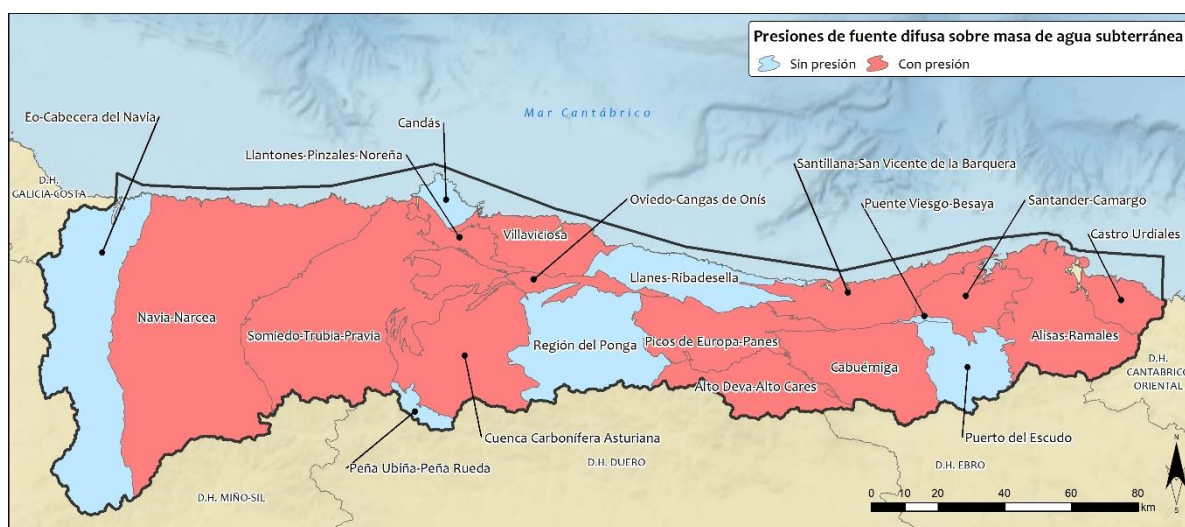 Presiones de fuente difusa sobre masa de agua subterránea
Sin presión
Con presión
Mar Cantábrico
Eo-Cabecera del Navia
Candás
Llantones-Pinzales-Noreña
Santillana-San Vicente de la Barquera
D.H.
GALICIA-COSTA
Oviedo-Cangas de Onís
Puente Viesgo-Besaya
Santander-Camargo
Villaviciosa
Castro Urdiales
Llanes-Ribadesella
Navia-Narcea
Somiedo-Trubia-Pravia
Región del Ponga
Picos de Europa-Panes
Alisas-Ramales
Cabuérniga
D.H.
CANTÁBRICO
ORIENTAL
Alto Deva-Alto Cares
Cuenca Carbonífera Asturiana
Puerto del Escudo
Peña Ubiña-Peña Rueda
D.H. DUERO
D.H. EBRO
D.H. MIÑO-SIL
N
S
0 10 20 40 60 80
km